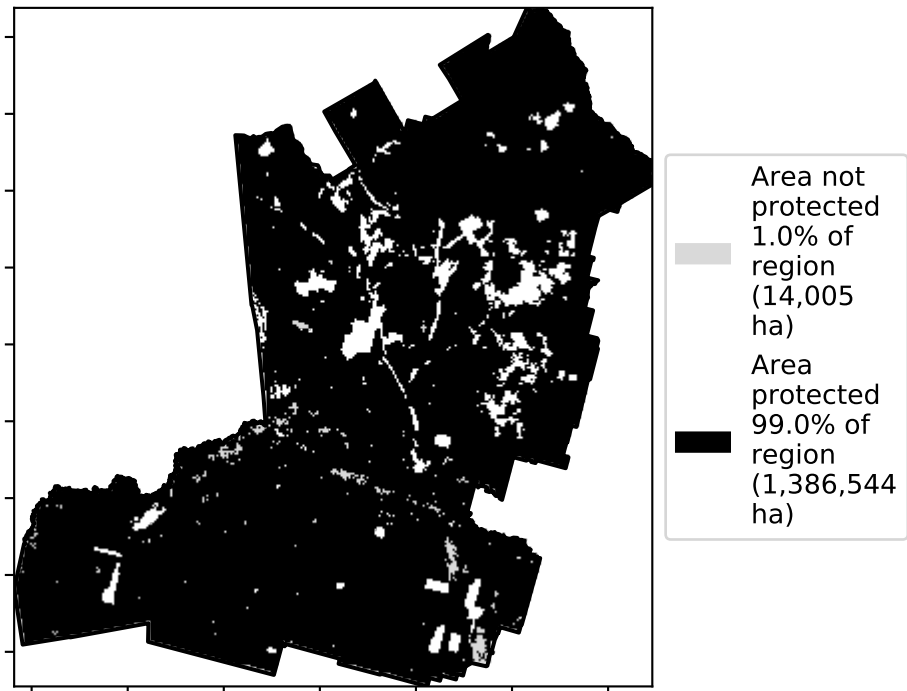 Area not
protected
1.0% of
region
(14,005
ha)
Area
protected
99.0% of
region
(1,386,544
ha)